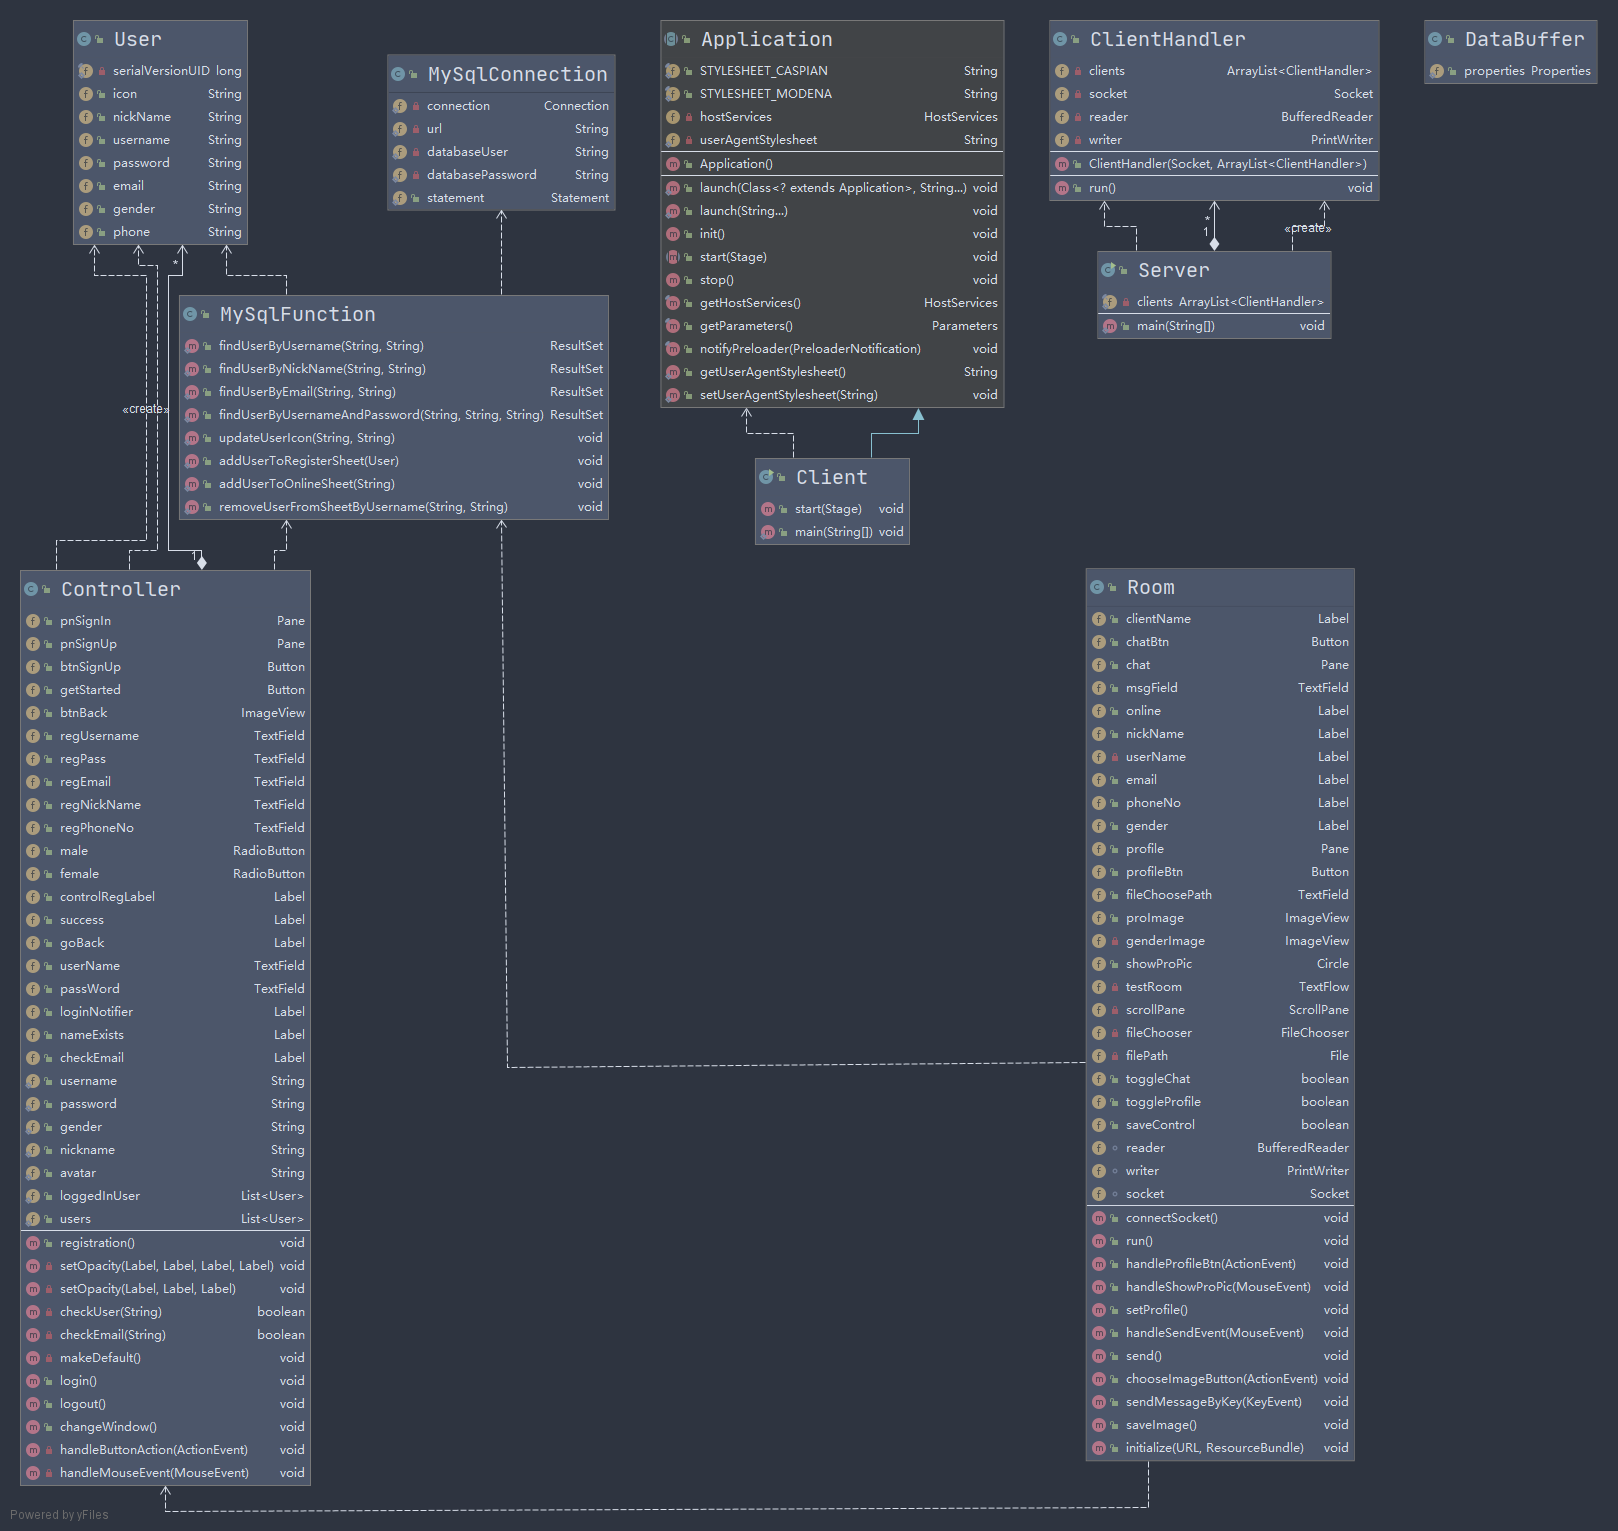 User
serialVersionUID long
icon String
nickName String
username String
password String
email String
gender String
phone String
MySqlConnection
connection Connection
url String
databaseUser String
databasePassword String
statement Statement
Application
STYLESHEET_CASPIAN String
STYLESHEET_MODENA String
hostServices HostServices
userAgentStylesheet String
Application()
launch(Class<? extends Application>, String...) void
launch(String...) void
init() void
start(Stage) void
stop() void
getHostServices() HostServices
getParameters() Parameters
notifyPreloader(PreloaderNotification) void
getUserAgentStylesheet() String
setUserAgentStylesheet(String) void
ClientHandler
clients ArrayList<ClientHandler>
socket Socket
reader BufferedReader
writer PrintWriter
ClientHandler(Socket, ArrayList<ClientHandler>)
run() void
DataBuffer
properties Properties
*
1
«create»
Server
clients ArrayList<ClientHandler>
main(String[]) void
*
MySqlFunction
findUserByUsername(String, String) ResultSet
findUserByNickName(String, String) ResultSet
findUserByEmail(String, String) ResultSet
findUserByUsernameAndPassword(String, String, String) ResultSet
updateUserIcon(String, String) void
addUserToRegisterSheet(User) void
addUserToOnlineSheet(String) void
removeUserFromSheetByUsername(String, String) void
«create»
1
Client
start(Stage) void
main(String[]) void
Controller
pnSignIn Pane
pnSignUp Pane
btnSignUp Button
getStarted Button
btnBack ImageView
regUsername TextField
regPass TextField
regEmail TextField
regNickName TextField
regPhoneNo TextField
male RadioButton
female RadioButton
controlRegLabel Label
success Label
goBack Label
userName TextField
passWord TextField
loginNotifier Label
nameExists Label
checkEmail Label
username String
password String
gender String
nickname String
avatar String
loggedInUser List<User>
users List<User>
registration() void
setOpacity(Label, Label, Label, Label) void
setOpacity(Label, Label, Label) void
checkUser(String) boolean
checkEmail(String) boolean
makeDefault() void
login() void
logout() void
changeWindow() void
handleButtonAction(ActionEvent) void
handleMouseEvent(MouseEvent) void
Room
clientName Label
chatBtn Button
chat Pane
msgField TextField
online Label
nickName Label
userName Label
email Label
phoneNo Label
gender Label
profile Pane
profileBtn Button
fileChoosePath TextField
proImage ImageView
genderImage ImageView
showProPic Circle
testRoom TextFlow
scrollPane ScrollPane
fileChooser FileChooser
filePath File
toggleChat boolean
toggleProfile boolean
saveControl boolean
reader BufferedReader
writer PrintWriter
socket Socket
connectSocket() void
run() void
handleProfileBtn(ActionEvent) void
handleShowProPic(MouseEvent) void
setProfile() void
handleSendEvent(MouseEvent) void
send() void
chooseImageButton(ActionEvent) void
sendMessageByKey(KeyEvent) void
saveImage() void
initialize(URL, ResourceBundle) void
Powered by yFiles